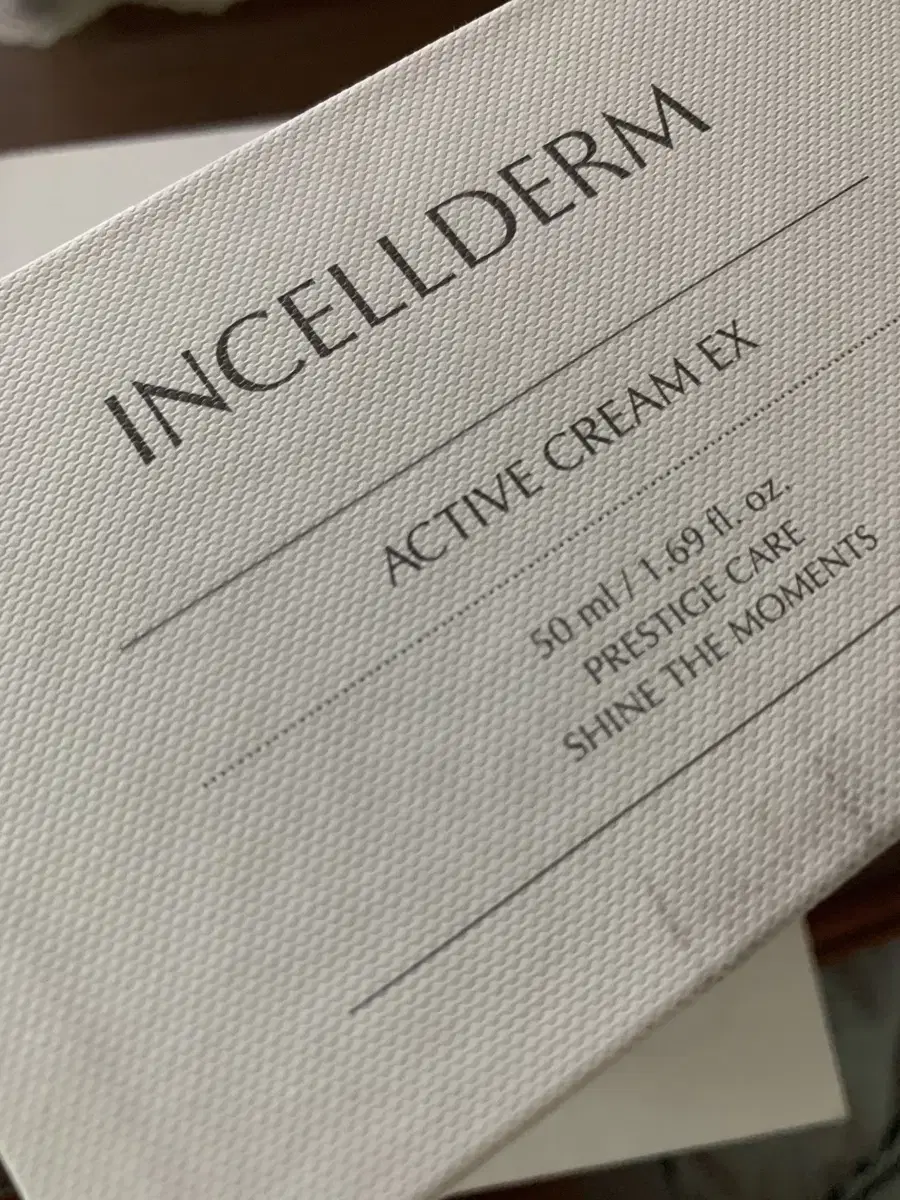 INCELLDERM
ACTIVE CREAM EX
50 ml / 1.69 fl. oz.
PRESTIGE CARE
SHINE THE MOMENTS